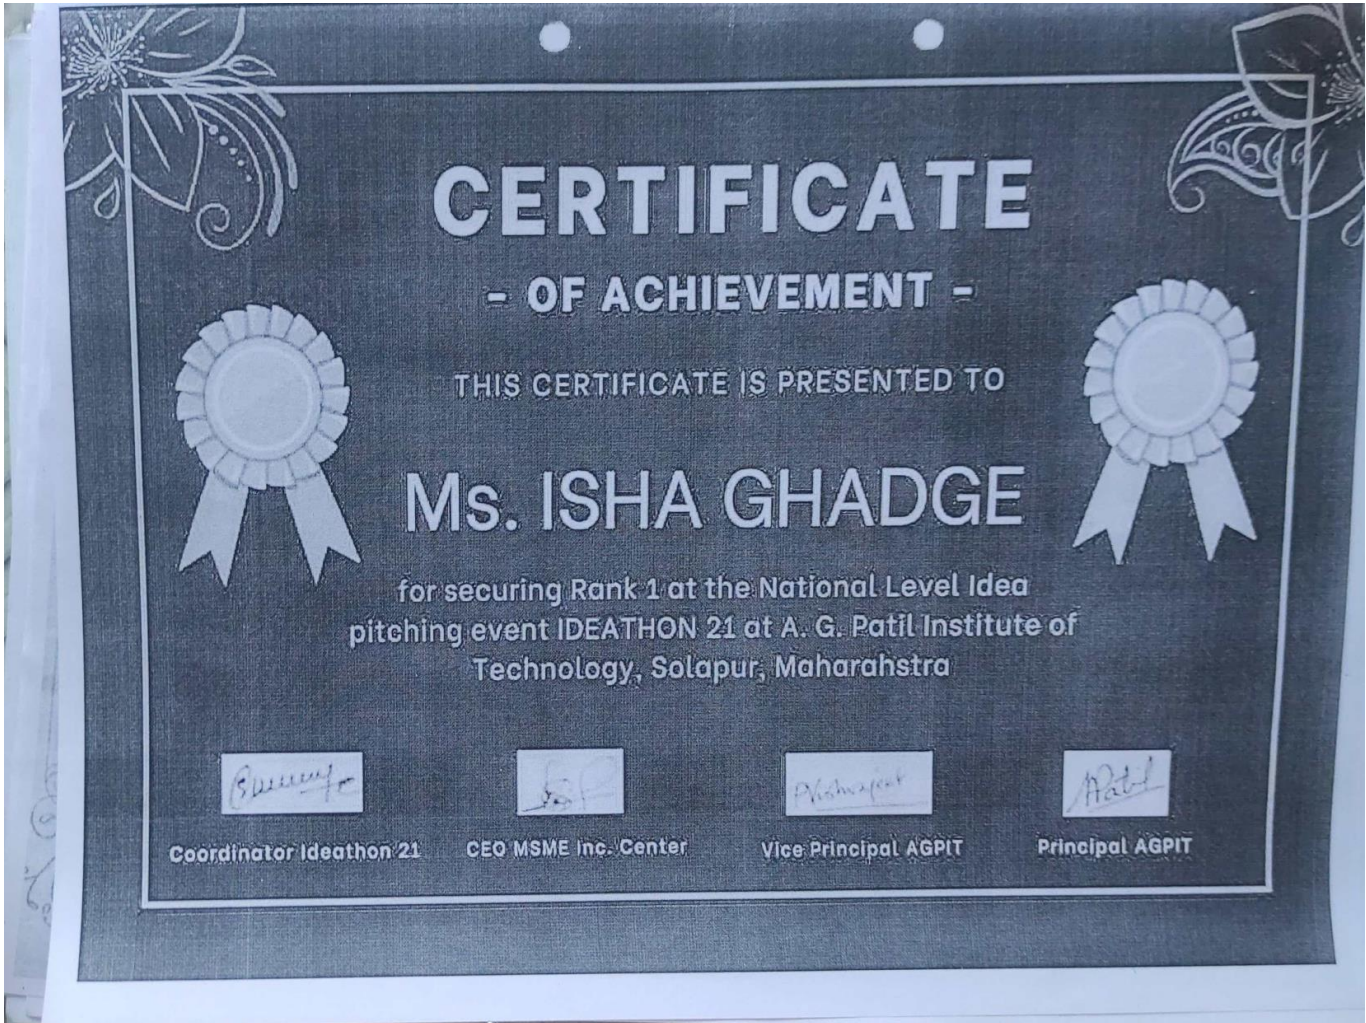 CERTIFICATE
- OF ACHIEVEMENT -
THIS CERTIFICATE IS PRESENTED TO
Ms. ISHA GHADGE
for securing Rank 1 at the National Level Idea
pitching event IDEATHON 21 at A. G. Patil Institute of
Technology, Solapur, Maharahstra
Coordinator Ideathon 21
CEO MSME Inc. Center
Vice Principal AGPIT
Principal AGPIT